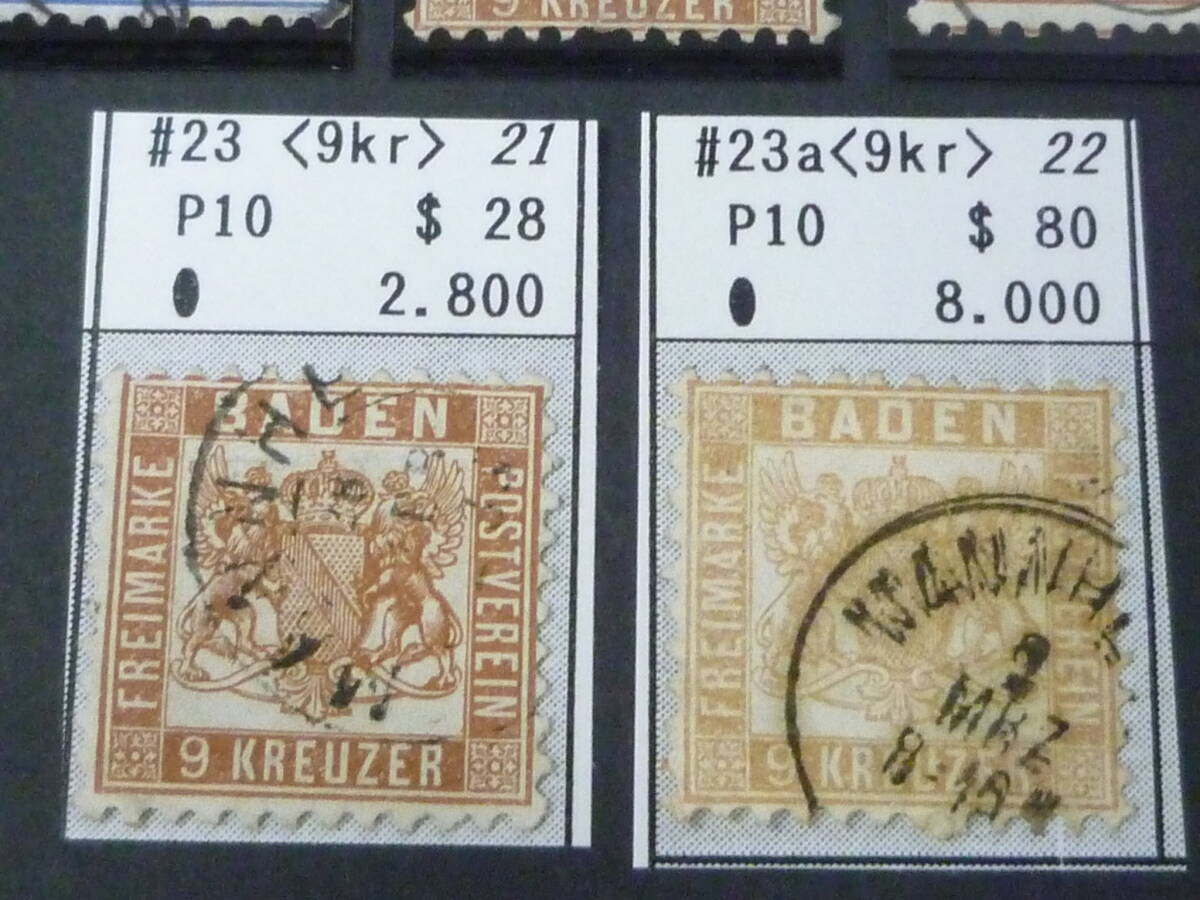 9 KREUZER
#23 <9kr> 21
P10 $ 28
2.800
BADEN
FREIMARKE
POSTVEREIN
9 KREUZER
#23a<9kr> 22
P10 $ 80
8.000
BADEN
FREIMARKE
9